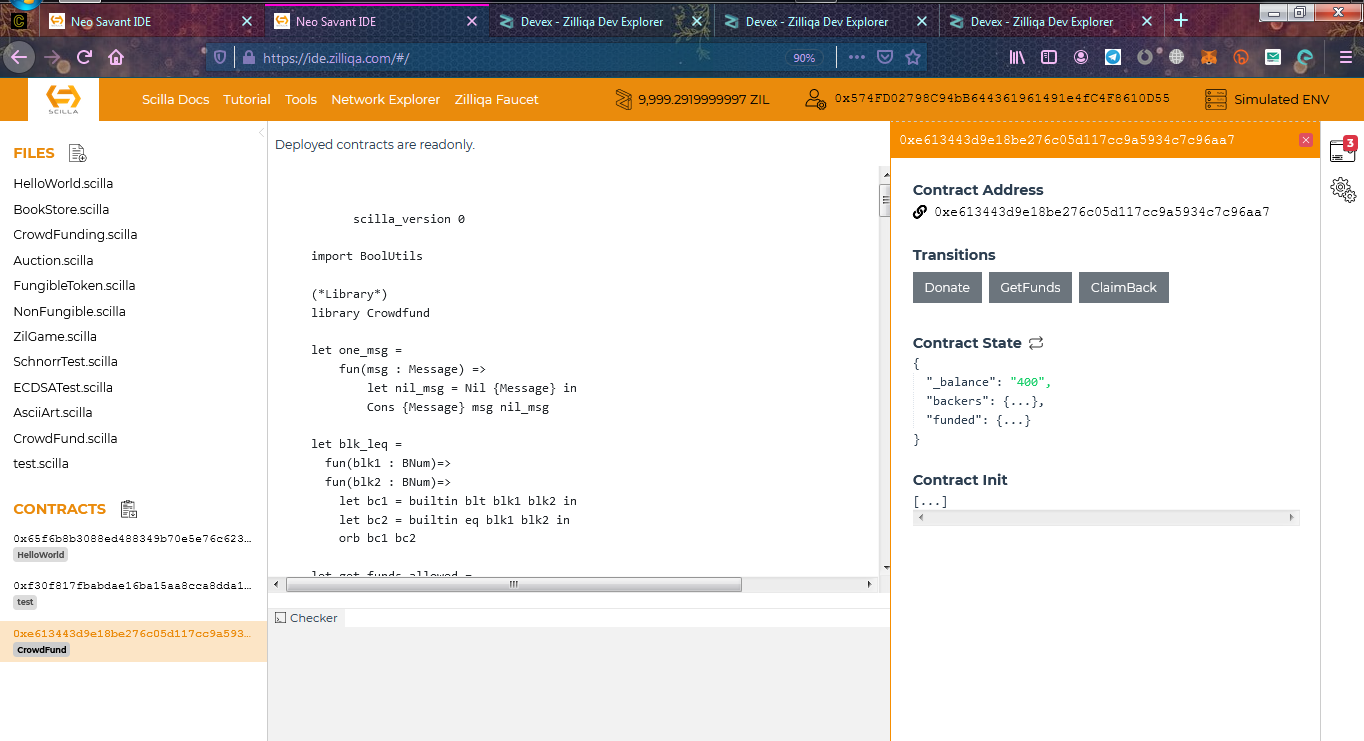 Neo Savant IDE
Neo Savant IDE
Devex - Zilliqa Dev Explorer
Devex - Zilliqa Dev Explorer
Devex - Zilliqa Dev Explorer
https://ide.zilliqa.com/#/
90%
SCILLA
Scilla Docs Tutorial Tools Network Explorer Zilliqa Faucet
9,999.2919999997 ZIL
0x574FD02798C94bB644361961491e4fC4F8610D55
Simulated ENV
FILES
HelloWorld.scilla
BookStore.scilla
CrowdFunding.scilla
Auction.scilla
FungibleToken.scilla
NonFungible.scilla
ZilGame.scilla
SchnorrTest.scilla
ECDSATest.scilla
AsciiArt.scilla
CrowdFund.scilla
test.scilla
CONTRACTS
0x65f6b8b3088ed488349b70e5e76c623...
HelloWorld
0xf30f817fbabdae16ba15aa8cca8dda1...
test
0xe613443d9e18be276c05d117cc9a593...
CrowdFund
Deployed contracts are readonly.
scilla_version 0
import BoolUtils
(*Library*)
library Crowdfund
let one_msg =
fun(msg : Message) =>
let nil_msg = Nil {Message} in
Cons {Message} msg nil_msg
let blk_leq =
fun(blk1 : BNum)=>
fun(blk2 : BNum)=>
let bc1 = builtin blt blk1 blk2 in
let bc2 = builtin eq blk1 blk2 in
orb bc1 bc2
let get_funds_allowed =
Checker
0xe613443d9e18be276c05d117cc9a5934c7c96aa7
Contract Address
0xe613443d9e18be276c05d117cc9a5934c7c96aa7
Transitions
Donate GetFunds ClaimBack
Contract State
{
"_balance": "400",
"backers": {...},
"funded": {...}
}
Contract Init
[...]
3